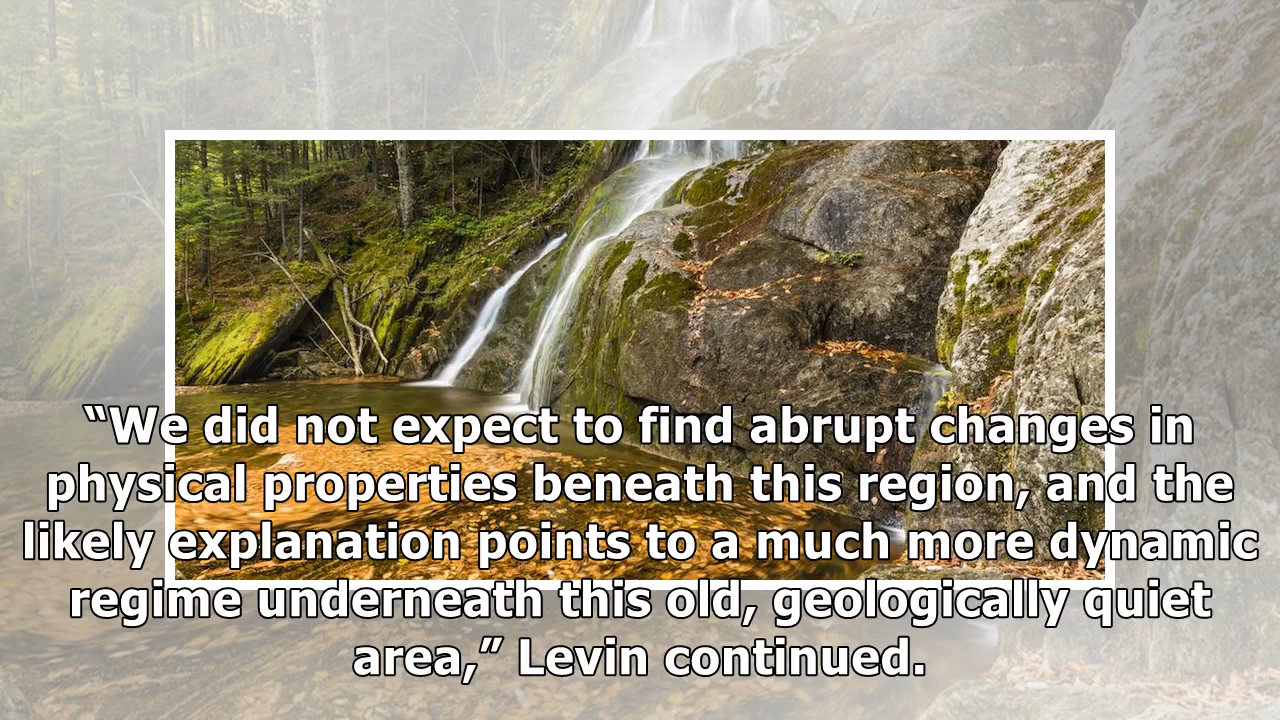 “We did not expect to find abrupt changes in
physical properties beneath this region, and the
likely explanation points to a much more dynamic
regime underneath this old, geologically quiet
area,” Levin continued.